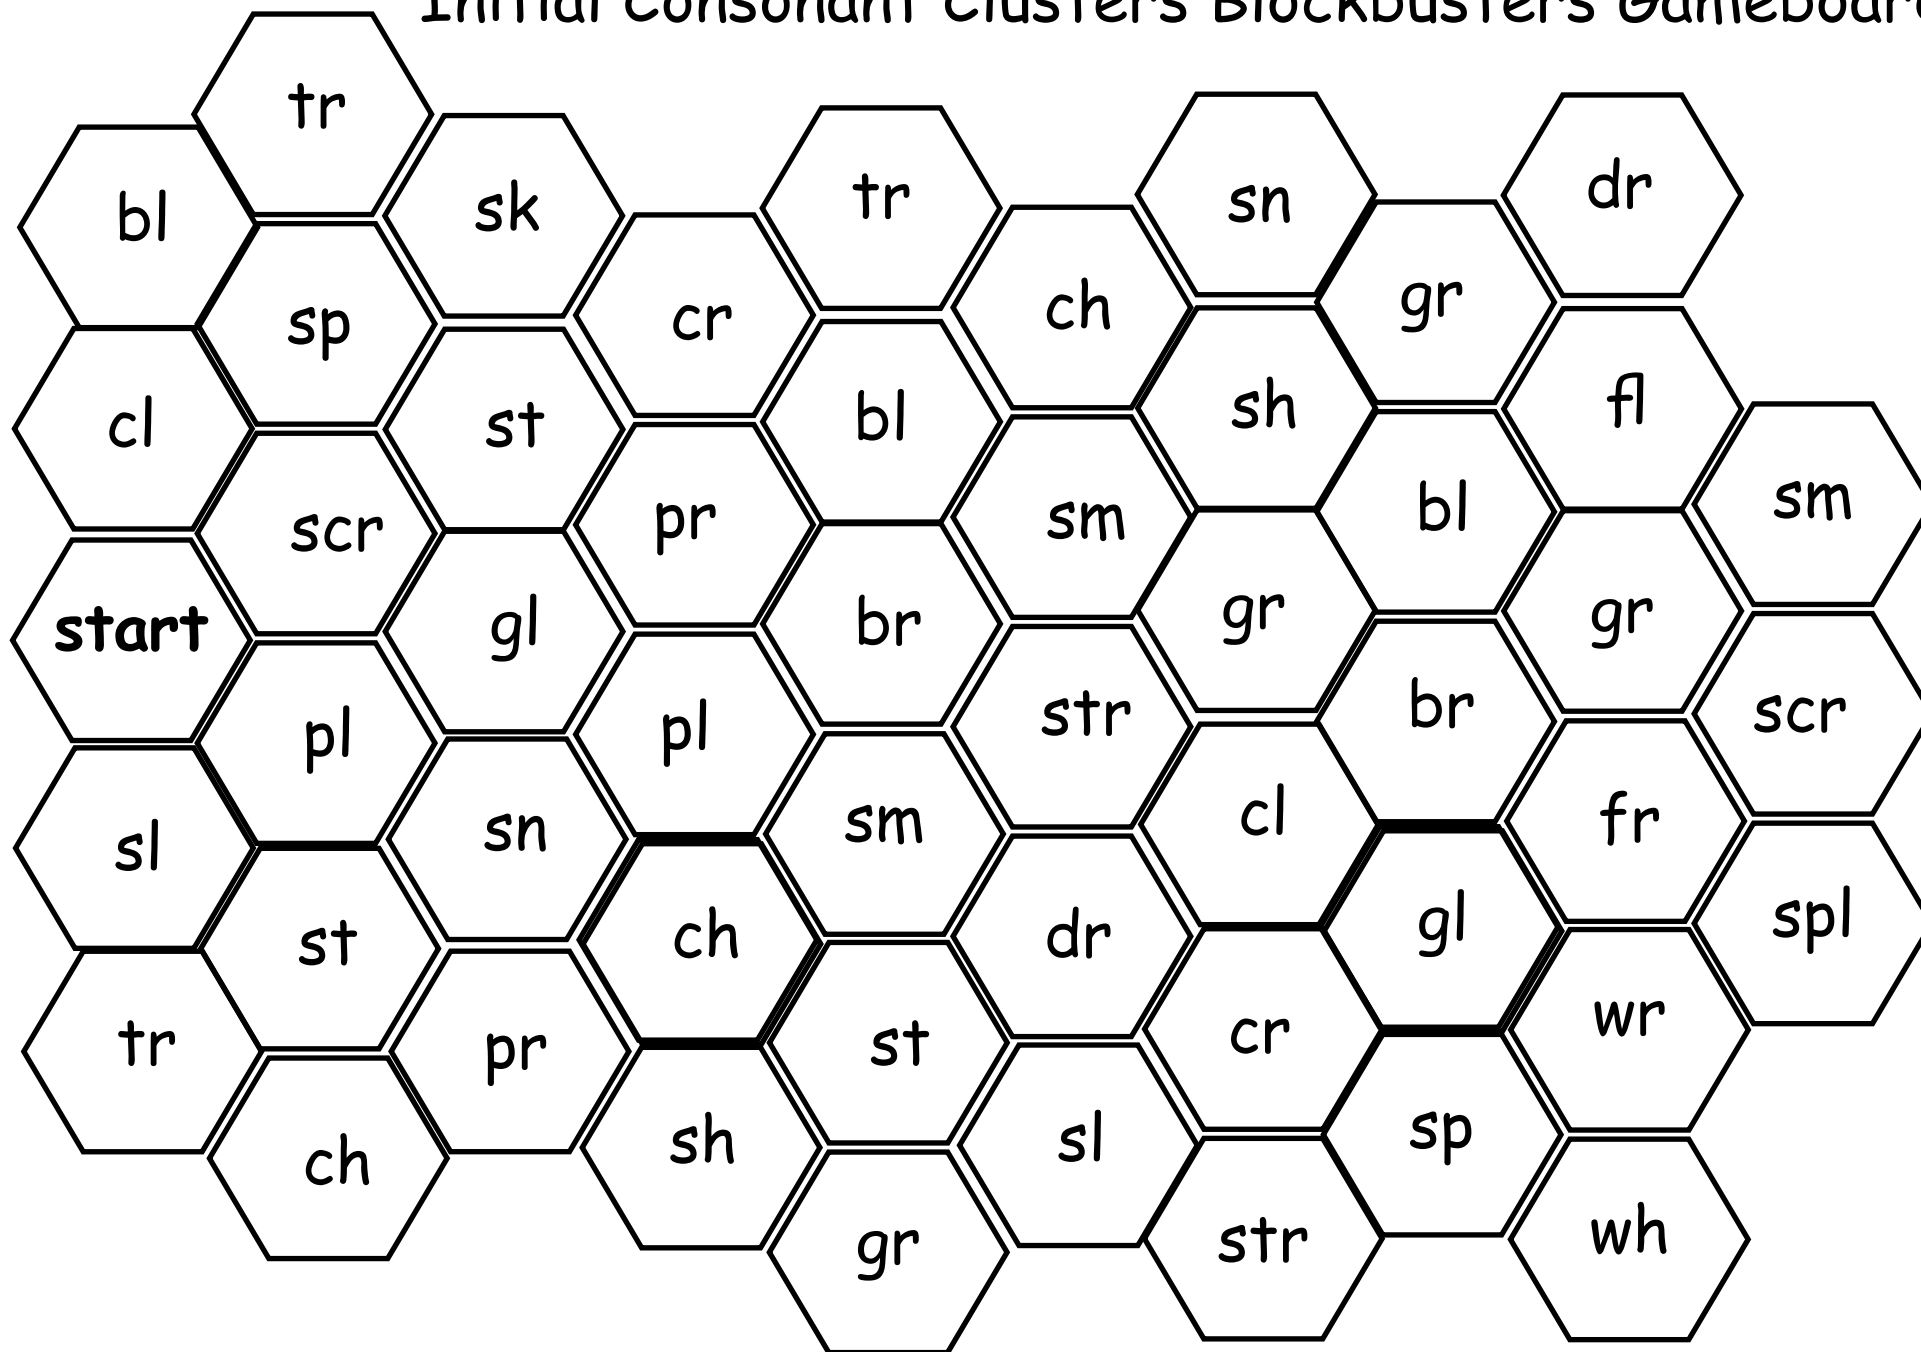 Initial Consonant Clusters Blockbusters Gameboard
tr
bl
sk
tr
sn
dr
sp
cr
ch
gr
cl
st
bl
sh
fl
scr
pr
sm
bl
sm
start
gl
br
gr
gr
pl
pl
str
br
scr
sl
sn
sm
cl
fr
st
ch
dr
gl
spl
tr
pr
st
cr
wr
ch
sh
sl
sp
gr
str
wh